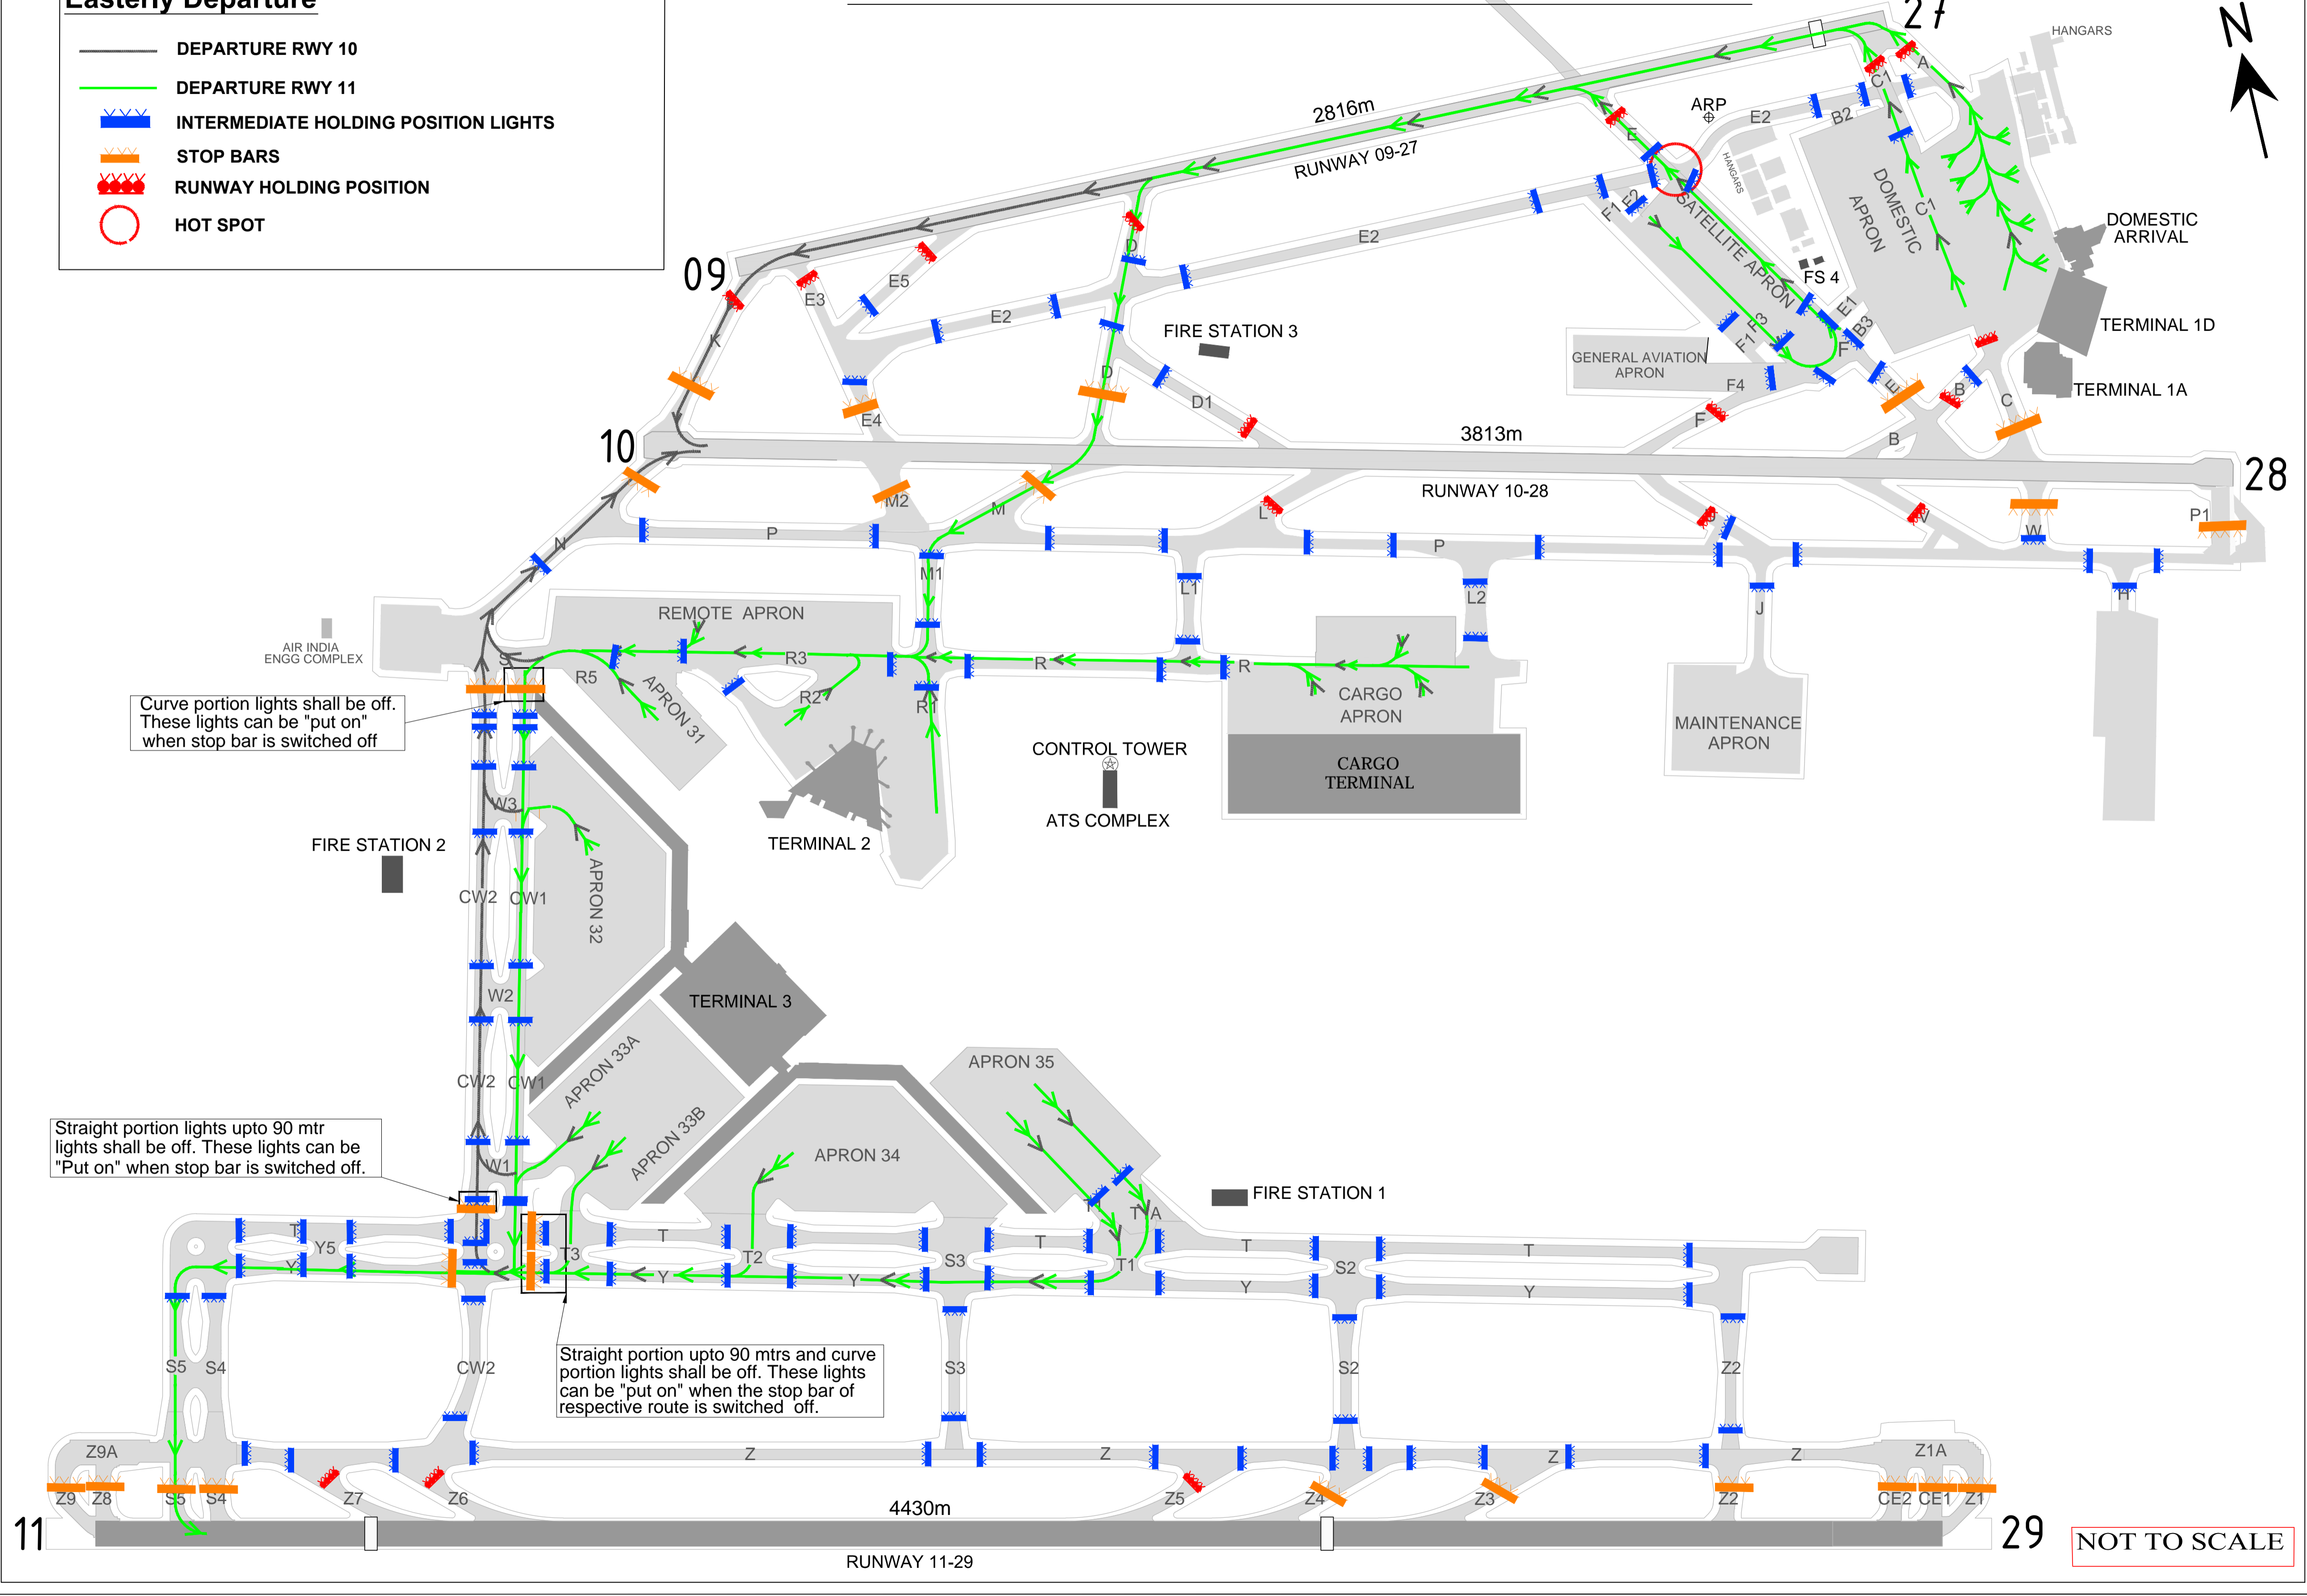 Easterly Departure
DEPARTURE RWY 10
DEPARTURE RWY 11
INTERMEDIATE HOLDING POSITION LIGHTS
STOP BARS
RUNWAY HOLDING POSITION
HOT SPOT
27
HANGARS
N
A
C1
ARP
E2
B2
2816m
RUNWAY 09-27
E
HANGARS
DOMESTIC
APRON
C1
F1
E2
SATELLITE APRON
DOMESTIC
ARRIVAL
E2
D
09
E5
E3
FS 4
E1
B3
E2
TERMINAL 1D
FIRE STATION 3
F3
F1
F
K
GENERAL AVIATION
APRON
D
F4
E
B
C
TERMINAL 1A
D1
E4
F
B
10
3813m
28
RUNWAY 10-28
M2
M
L
P1
W
P
N
P
M1
L1
L2
J
H
REMOTE APRON
AIR INDIA
ENGG COMPLEX
S
R3
R
R
R5
R2
R1
APRON 31
CARGO
APRON
Curve portion lights shall be off.
These lights can be "put on"
when stop bar is switched off
MAINTENANCE
APRON
CONTROL TOWER
CARGO
TERMINAL
W3
ATS COMPLEX
FIRE STATION 2
TERMINAL 2
APRON 32
CW2
CW1
W2
TERMINAL 3
CW2
CW1
APRON 33A
APRON 35
APRON 33B
Straight portion lights upto 90 mtr
lights shall be off. These lights can be
"Put on" when stop bar is switched off.
W1
APRON 34
FIRE STATION 1
T
Y5
Y
T3
T
T2
Y
Y
S3
T
T1
T
Y
S2
T
Y
Straight portion upto 90 mtrs and curve
portion lights shall be off. These lights
can be "put on" when the stop bar of
respective route is switched off.
S5
S4
CW2
S3
S2
Z2
Z9A
Z
Z
Z
Z
Z1A
Z9
Z8
S5
S4
Z7
Z6
Z5
Z4
Z3
Z2
CE2
CE1
Z1
4430m
11
29
RUNWAY 11-29
NOT TO SCALE